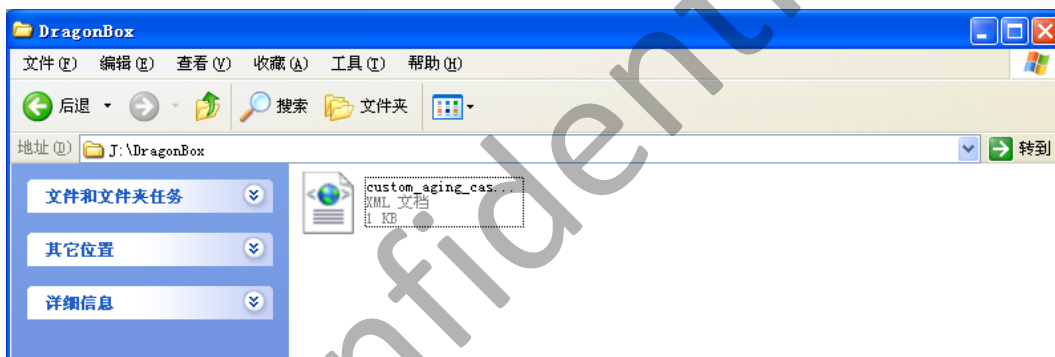 DragonBox
文件(F) 编辑(E) 查看(V) 收藏(A) 工具(T) 帮助(H)
后退 搜索 文件夹
地址(D) J:\DragonBox 转到
文件和文件夹任务
其它位置
详细信息
custom_aging_cas...
XML 文档
1 KB
nfident